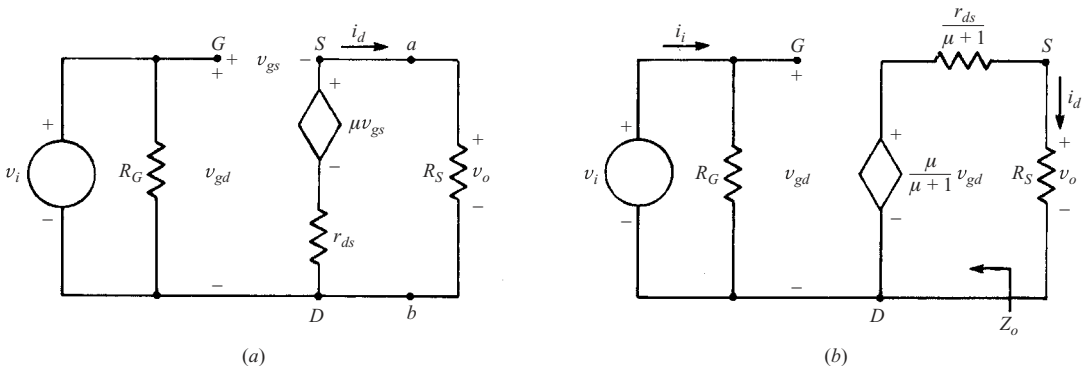 G
+
+
v_gs
−
S
i_d
a
+
μv_gs
−
+
v_i
−
R_G
v_gd
R_S
+
v_o
−
r_ds
−
D
b
(a)
i_i
G
+
r_ds / (μ + 1)
S
i_d
+
v_i
−
R_G
v_gd
+
μ / (μ + 1) v_gd
−
R_S
+
v_o
−
−
D
Z_o
(b)